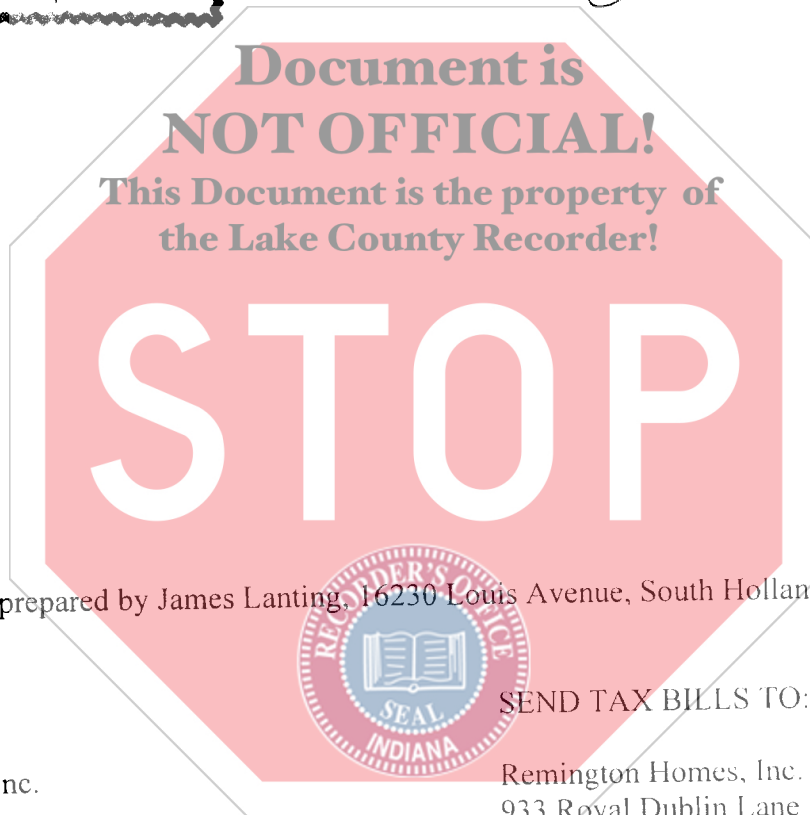 Document is
NOT OFFICIAL!
This Document is the property of
the Lake County Recorder!
STOP
prepared by James Lanting, 16230 Louis Avenue, South Hollan
RECORDER'S OFFICE
SEAL
INDIANA
SEND TAX BILLS TO:
nc.
Remington Homes, Inc.
933 Royal Dublin Lane